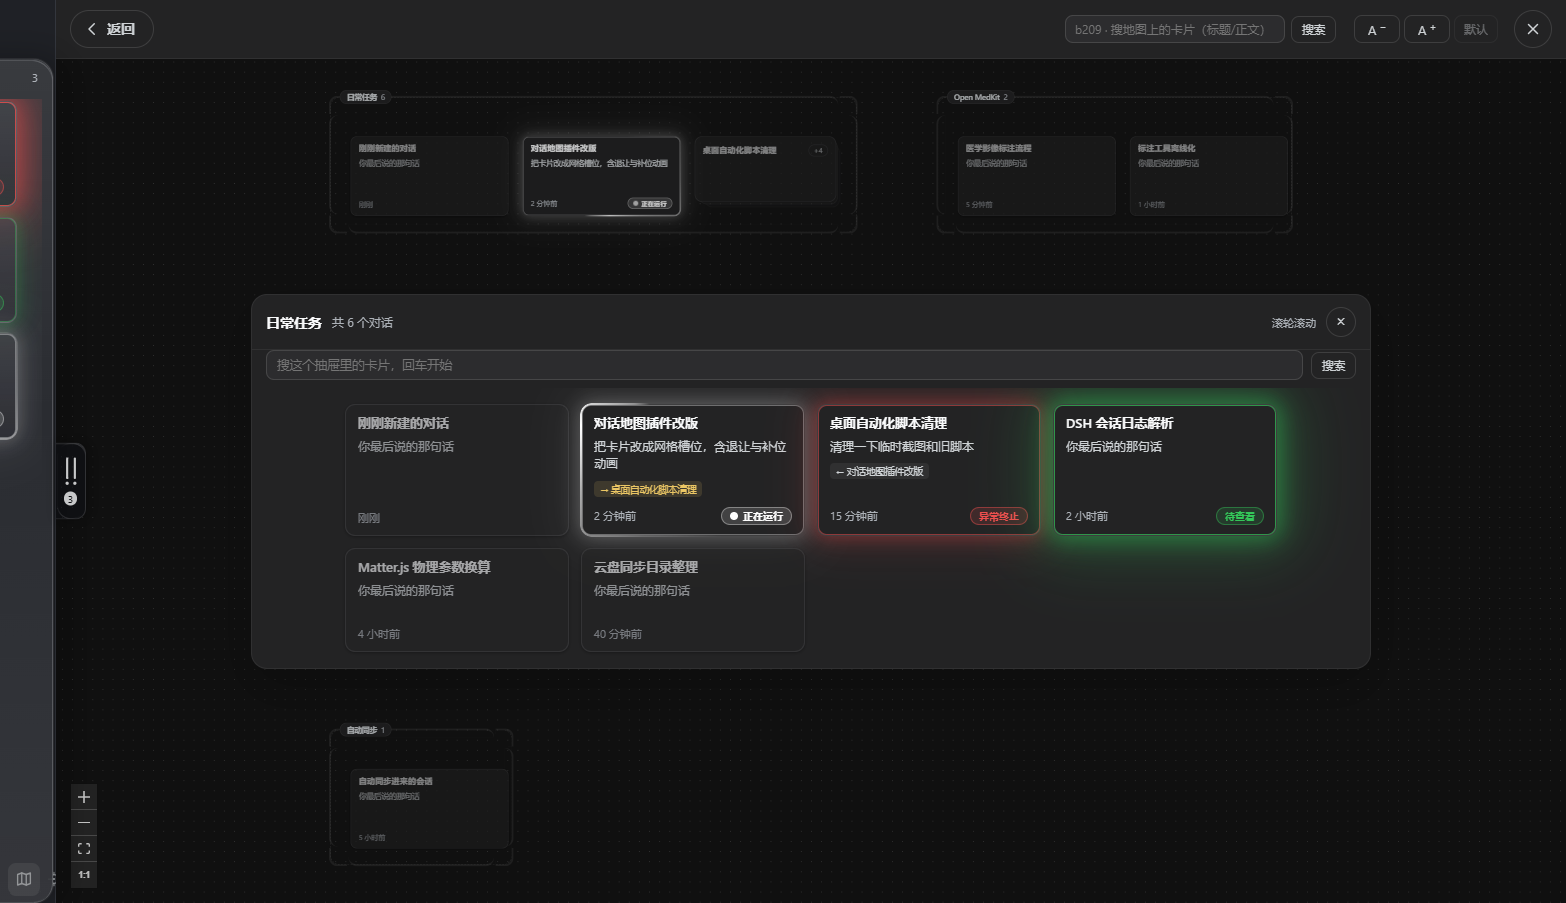 返回
b209 · 搜地图上的卡片（标题/正文）
搜索
A⁻
A⁺
默认
3
日常任务 6
刚刚新建的对话
你最后说的那句话
刚刚
对话地图插件改版
把卡片改成网格槽位，含退让与补位动画
2 分钟前
正在运行
桌面自动化脚本清理
+4
Open MedKit 2
医学影像标注流程
你最后说的那句话
5 分钟前
标注工具离线化
你最后说的那句话
1 小时前
日常任务 共 6 个对话
滚轮滚动
搜这个抽屉里的卡片，回车开始
搜索
刚刚新建的对话
你最后说的那句话
刚刚
对话地图插件改版
把卡片改成网格槽位，含退让与补位
动画
→ 桌面自动化脚本清理
2 分钟前
正在运行
桌面自动化脚本清理
清理一下临时截图和旧脚本
← 对话地图插件改版
15 分钟前
异常终止
DSH 会话日志解析
你最后说的那句话
2 小时前
待查看
Matter.js 物理参数换算
你最后说的那句话
4 小时前
云盘同步目录整理
你最后说的那句话
40 分钟前
3
自动同步 1
自动同步进来的会话
你最后说的那句话
5 小时前
1:1